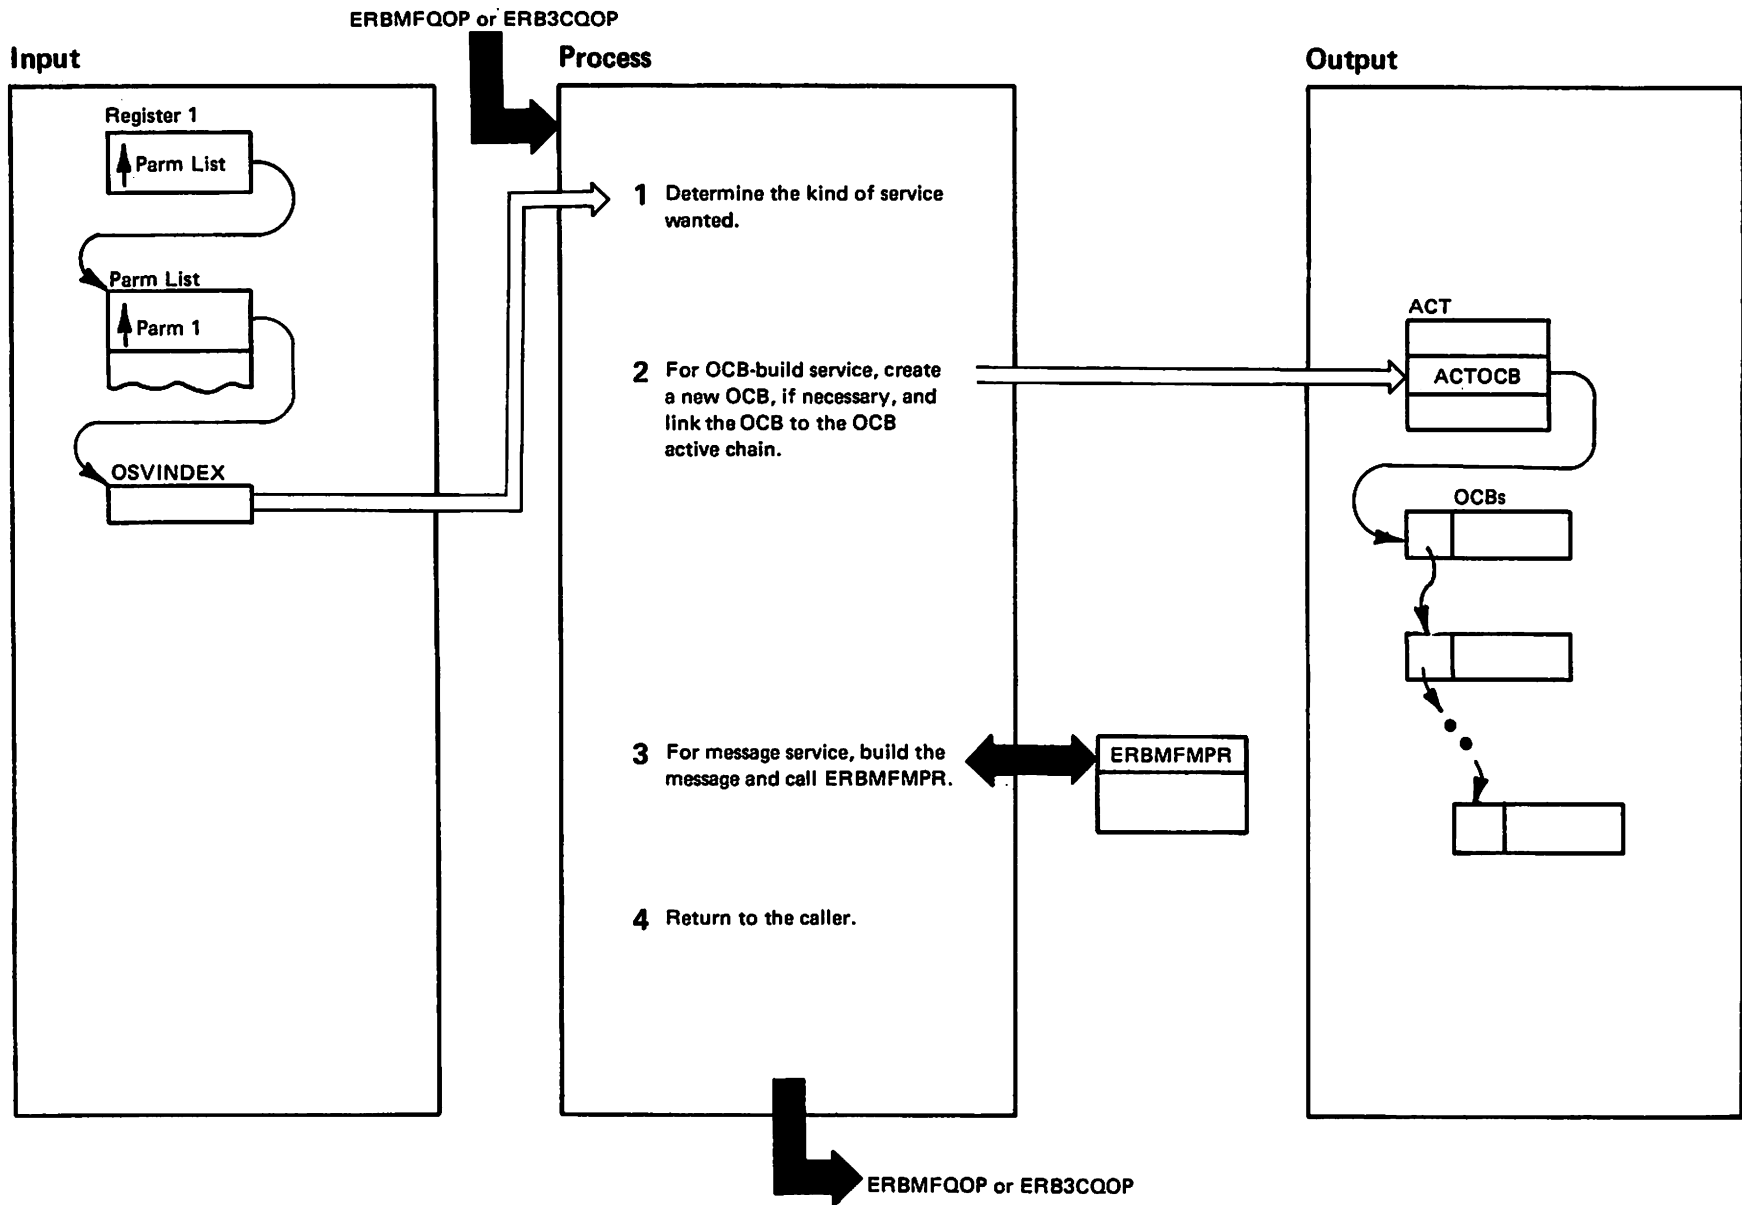 ERBMFQOP or ERB3CQOP
Input
Process
Output
Register 1
Parm List
Parm List
Parm 1
OSVINDEX
1 Determine the kind of service
wanted.
2 For OCB-build service, create
a new OCB, if necessary, and
link the OCB to the OCB
active chain.
3 For message service, build the
message and call ERBMFMPR.
4 Return to the caller.
ERBMFMPR
ACT
ACTOCB
OCBs
ERBMFQOP or ERB3CQOP